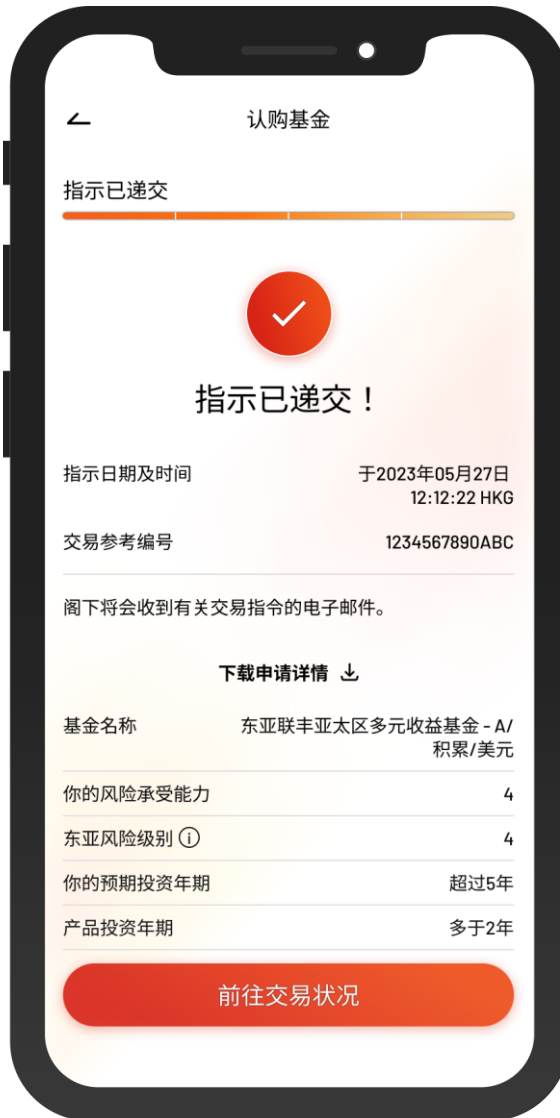 认购基金
指示已递交
指示已递交！
指示日期及时间
于2023年05月27日
12:12:22 HKG
交易参考编号
1234567890ABC
阁下将会收到有关交易指令的电子邮件。
下载申请详情
基金名称
东亚联丰亚太区多元收益基金 - A/
积累/美元
你的风险承受能力
4
东亚风险级别
4
你的预期投资年期
超过5年
产品投资年期
多于2年
前往交易状况